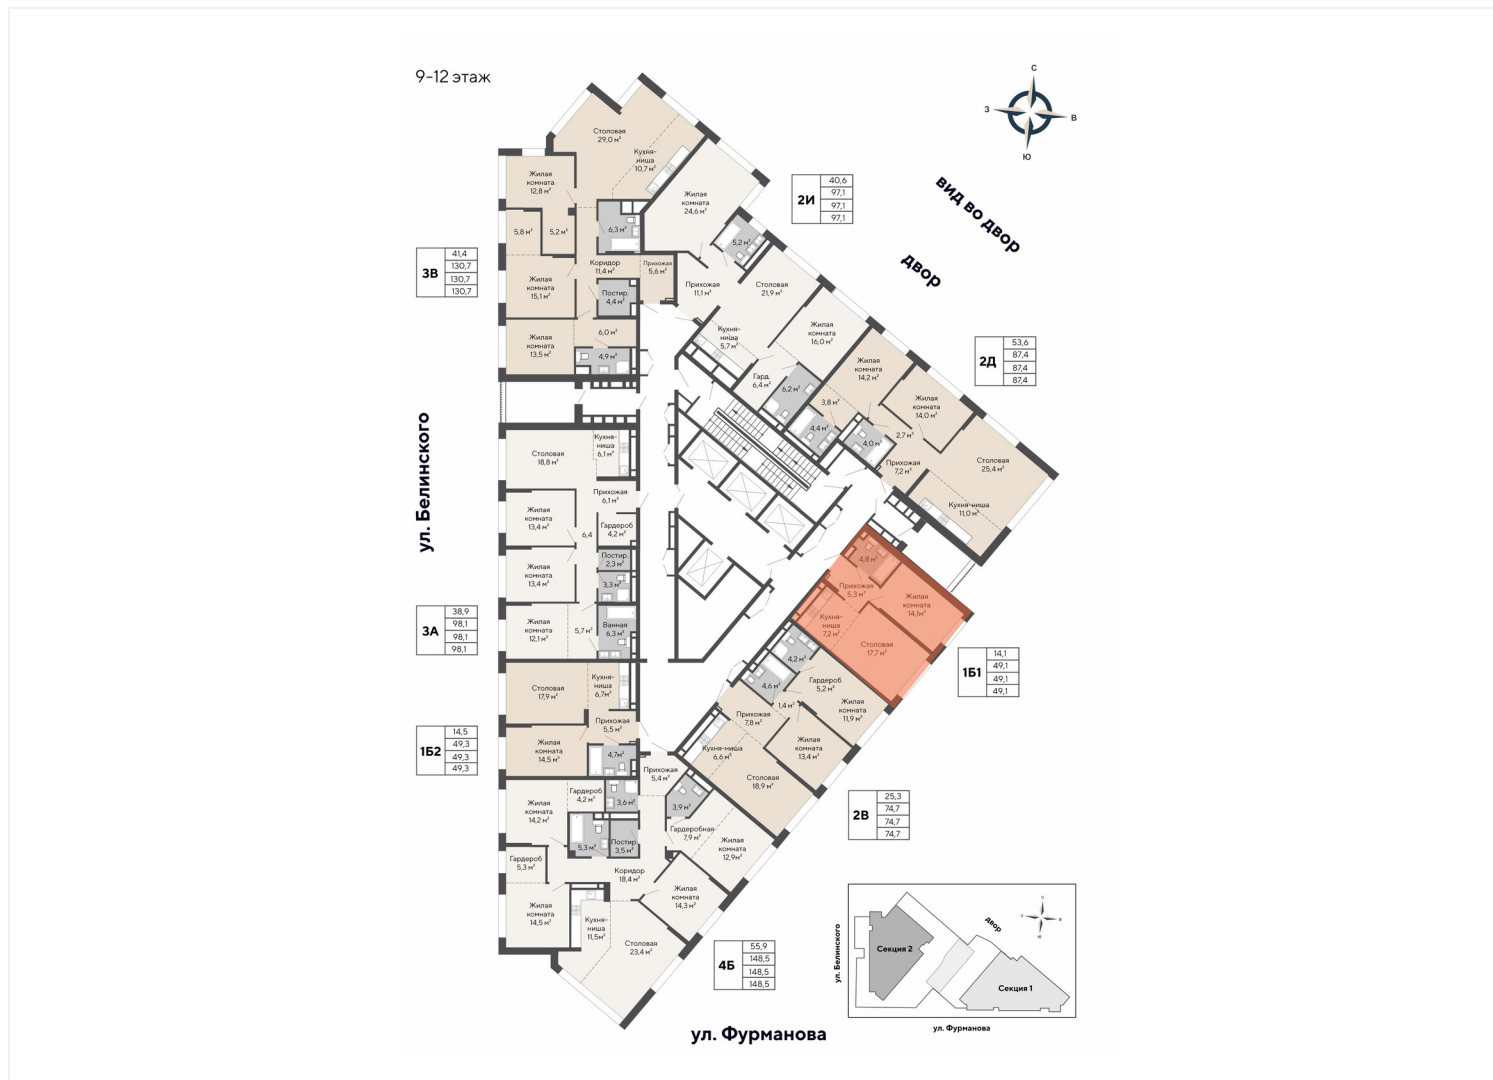 9-12 этаж
С
З
В
Ю
Столовая
29,0 м²
Кухня-
ниша
10,7 м²
Жилая
комната
12,8 м²
5,8 м²
5,2 м²
6,3 м²
Жилая
комната
24,6 м²
5,2 м²
2И
40,6
97,1
97,1
97,1
вид во двор
двор
3В
41,4
130,7
130,7
130,7
Коридор
11,4 м²
Прихожая
5,6 м²
Жилая
комната
15,1 м²
Постир.
4,4 м²
Прихожая
11,1 м²
Столовая
21,9 м²
Кухня-
ниша
5,7 м²
Жилая
комната
16,0 м²
Жилая
комната
13,5 м²
6,0 м²
4,9 м²
Гард.
6,4 м²
6,2 м²
Жилая
комната
14,2 м²
3,8 м²
4,4 м²
4,0 м²
Жилая
комната
14,0 м²
2,7 м²
Прихожая
7,2 м²
Столовая
25,4 м²
Кухня-ниша
11,0 м²
2Д
53,6
87,4
87,4
87,4
ул. Белинского
Столовая
18,8 м²
Кухня-
ниша
6,1 м²
Прихожая
6,1 м²
Жилая
комната
13,4 м²
6,4
Гардероб
4,2 м²
Постир.
2,3 м²
Жилая
комната
13,4 м²
3,3 м²
3А
38,9
98,1
98,1
98,1
Жилая
комната
12,1 м²
5,7 м²
Ванная
6,3 м²
4,8 м²
Прихожая
5,3 м²
Жилая
комната
14,1м²
Кухня-
ниша
7,2 м²
Столовая
17,7 м²
1Б1
14,1
49,1
49,1
49,1
Столовая
17,9 м²
Кухня-
ниша
6,7м²
Прихожая
5,5 м²
Жилая
комната
14,5 м²
4,7м²
1Б2
14,5
49,3
49,3
49,3
4,2 м²
4,6 м²
Гардероб
5,2 м²
1,4 м²
Жилая
комната
11,9 м²
Прихожая
7,8 м²
Жилая
комната
13,4 м²
Кухня-ниша
6,6 м²
Столовая
18,9 м²
2В
25,3
74,7
74,7
74,7
Прихожая
5,4 м²
Гардероб
4,2 м²
3,6 м²
3,9 м²
Жилая
комната
14,2 м²
5,3 м²
Постир.
3,5 м²
Гардеробная
7,9 м²
Жилая
комната
12,9м²
Гардероб
5,3 м²
Коридор
18,4 м²
Жилая
комната
14,3 м²
Жилая
комната
14,5 м²
Кухня-
ниша
11,5м²
Столовая
23,4 м²
4Б
55,9
148,5
148,5
148,5
ул. Фурманова
ул. Белинского
Секция 2
двор
С
З
В
Ю
Секция 1
ул. Фурманова